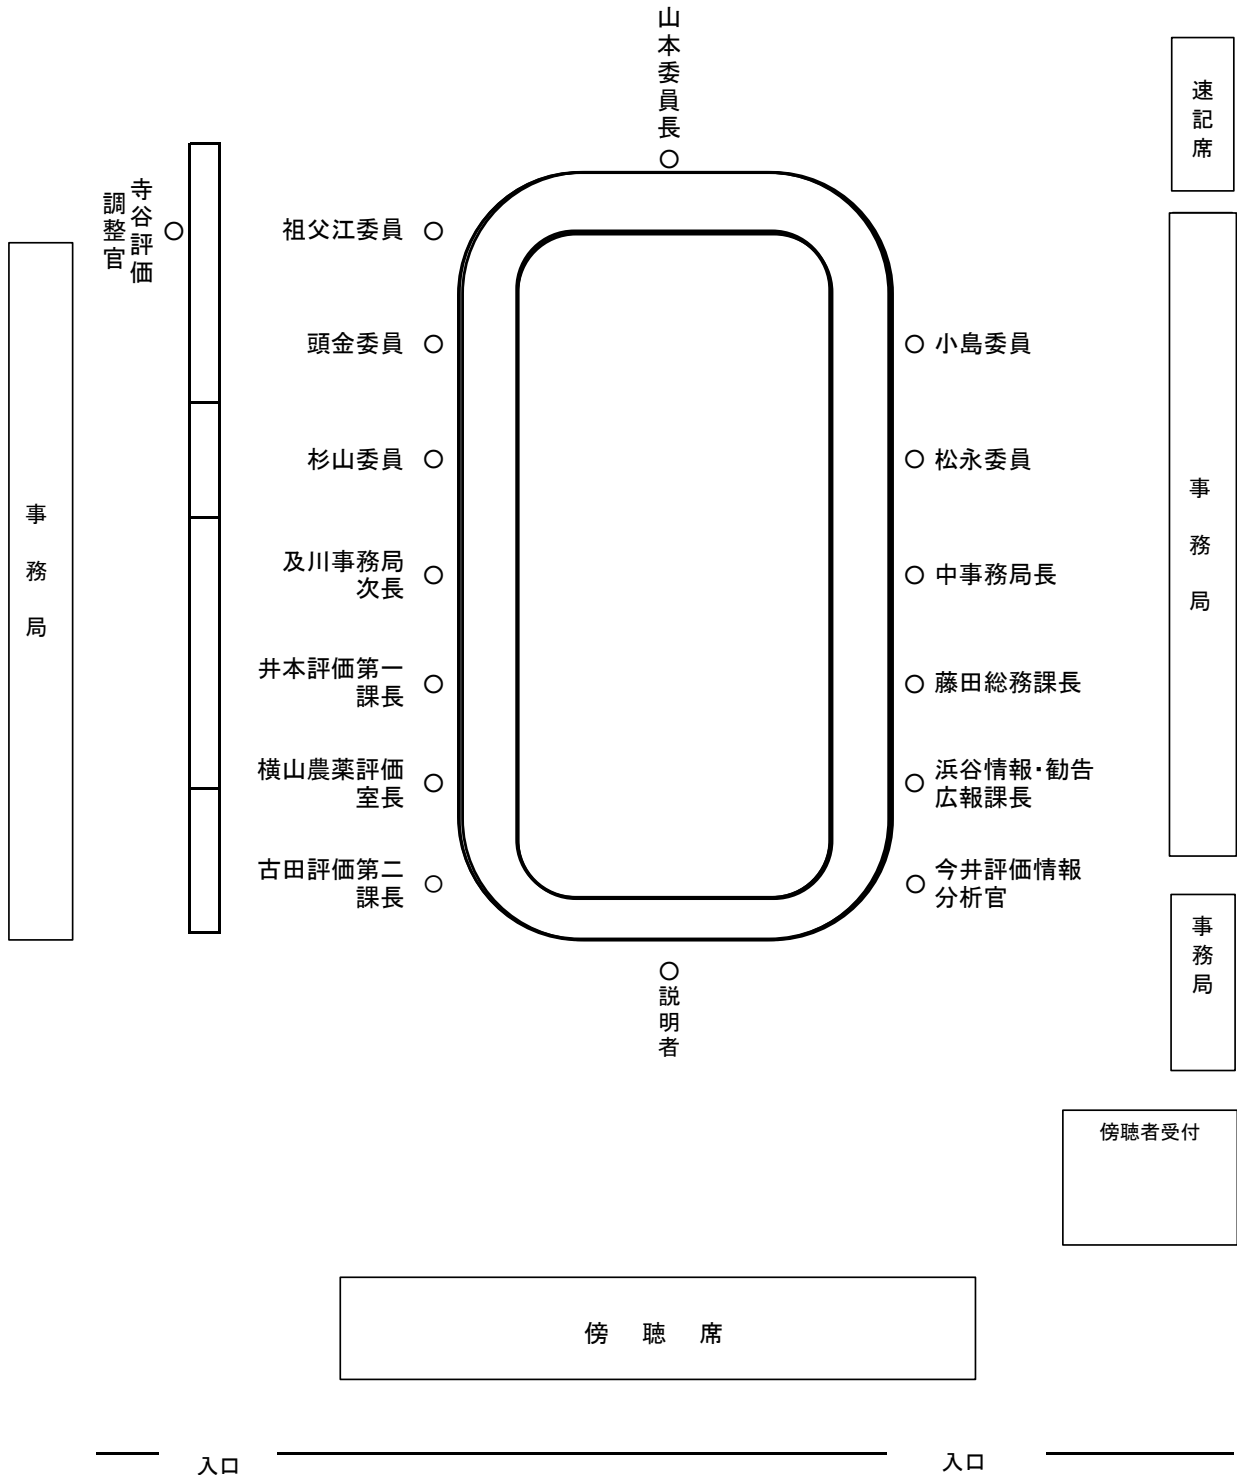 山本委員長
速記席
寺谷評価
調整官
祖父江委員
頭金委員
小島委員
杉山委員
松永委員
事務局
事務局
及川事務局
次長
中事務局長
井本評価第一
課長
藤田総務課長
横山農薬評価
室長
浜谷情報・勧告
広報課長
古田評価第二
課長
今井評価情報
分析官
事務局
説明者
傍聴者受付
傍聴席
入口
入口